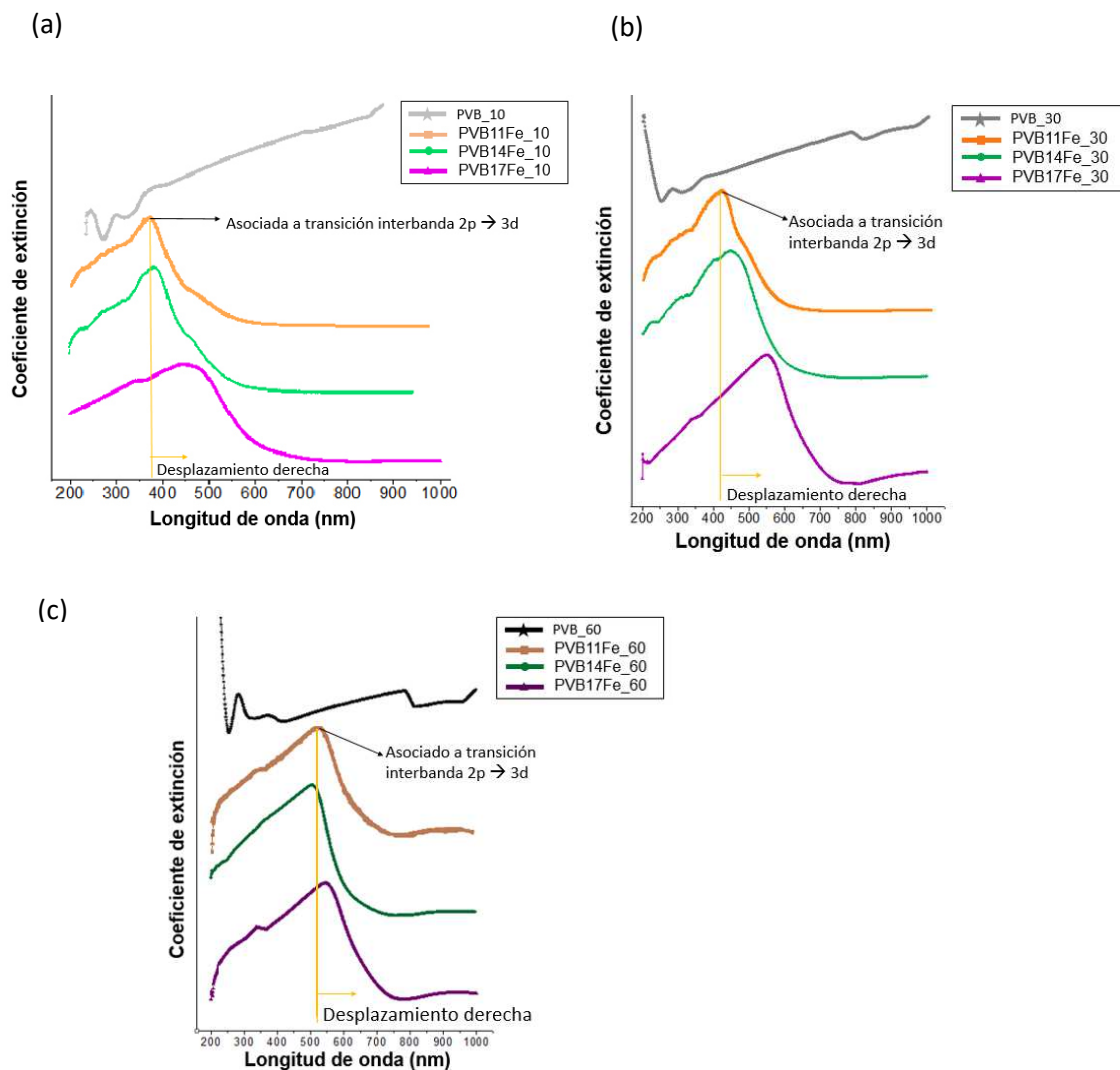 (a)
PVB_10
PVB11Fe_10
PVB14Fe_10
PVB17Fe_10
Asociada a transición interbanda 2p → 3d
Coeficiente de extinción
Desplazamiento derecha
200 300 400 500 600 700 800 900 1000
Longitud de onda (nm)
(b)
PVB_30
PVB11Fe_30
PVB14Fe_30
PVB17Fe_30
Asociada a transición
interbanda 2p → 3d
Coeficiente de extinción
Desplazamiento derecha
200 300 400 500 600 700 800 900 1000
Longitud de onda (nm)
(c)
PVB_60
PVB11Fe_60
PVB14Fe_60
PVB17Fe_60
Asociado a transición
interbanda 2p → 3d
Coeficiente de extinción
Desplazamiento derecha
200 300 400 500 600 700 800 900 1000
Longitud de onda (nm)